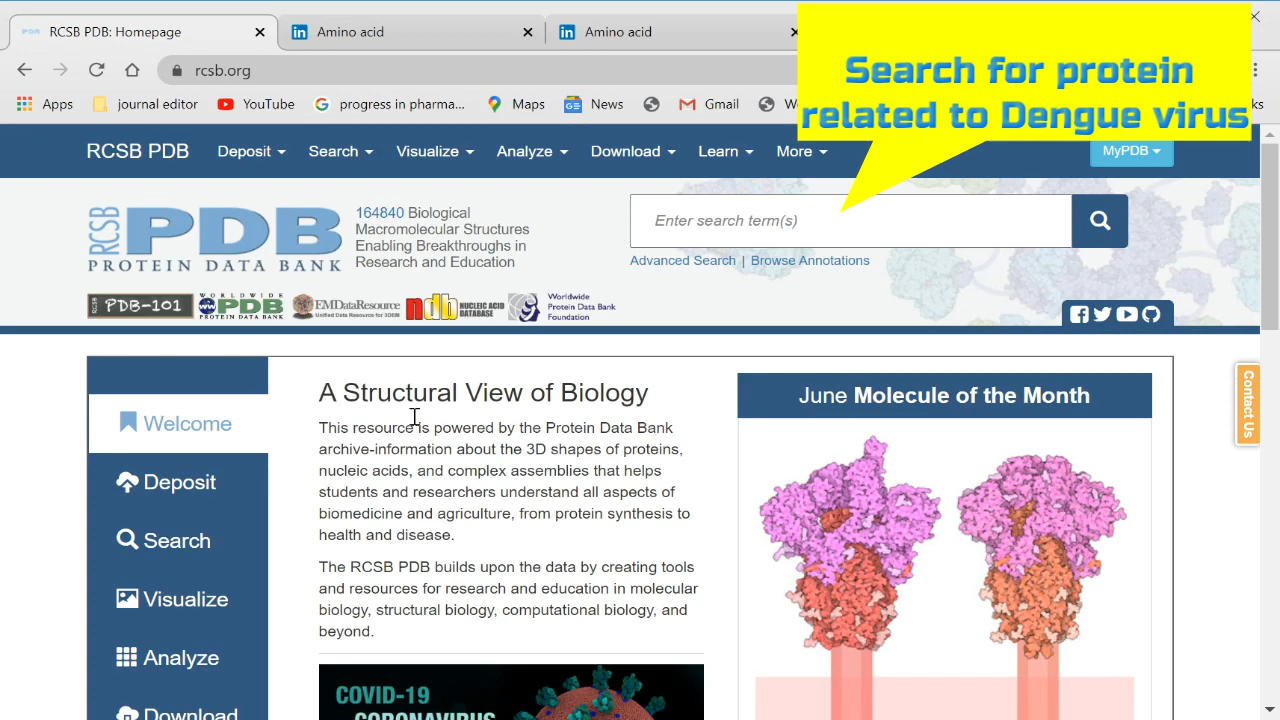 RCSB PDB: Homepage
Amino acid
Amino acid
Search for protein
related to Dengue virus
rcsb.org
Apps
journal editor
YouTube
progress in pharma...
Maps
News
Gmail
RCSB PDB
Deposit
Search
Visualize
Analyze
Download
Learn
More
MyPDB
RCSB
PDB
PROTEIN DATA BANK
164840 Biological
Macromolecular Structures
Enabling Breakthroughs in
Research and Education
Enter search term(s)
Advanced Search | Browse Annotations
PDB-101
WORLDWIDE
PDB
PROTEIN DATA BANK
EMDataResource
Unified Data Resource for 3DEM
ndb
NUCLEIC ACID
DATABASE
Worldwide
Protein Data Bank
Foundation
Contact Us
Welcome
Deposit
Search
Visualize
Analyze
Download
A Structural View of Biology
This resource is powered by the Protein Data Bank
archive-information about the 3D shapes of proteins,
nucleic acids, and complex assemblies that helps
students and researchers understand all aspects of
biomedicine and agriculture, from protein synthesis to
health and disease.
The RCSB PDB builds upon the data by creating tools
and resources for research and education in molecular
biology, structural biology, computational biology, and
beyond.
COVID-19
CORONAVIRUS
June Molecule of the Month